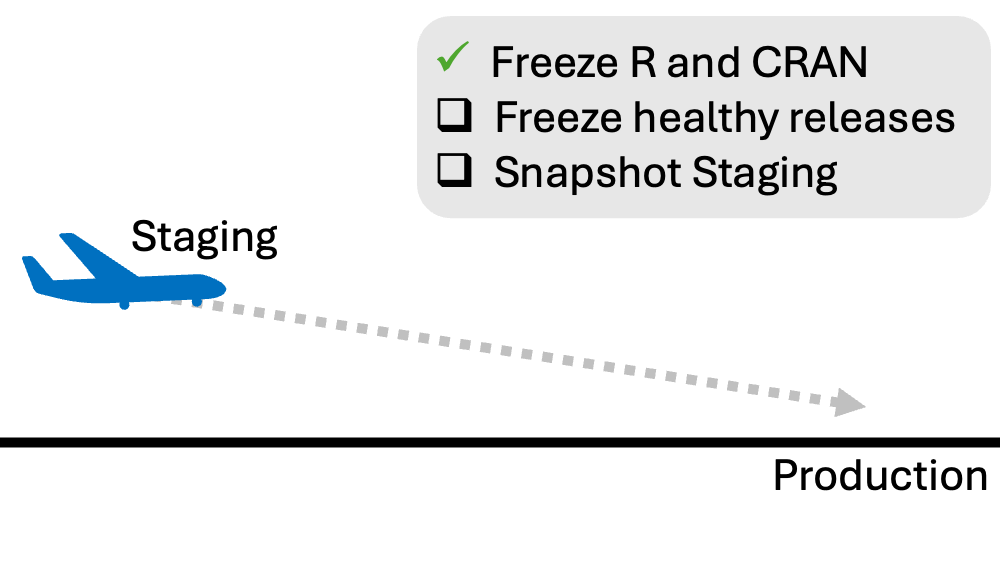 Freeze R and CRAN
Freeze healthy releases
Snapshot Staging
Staging
Production